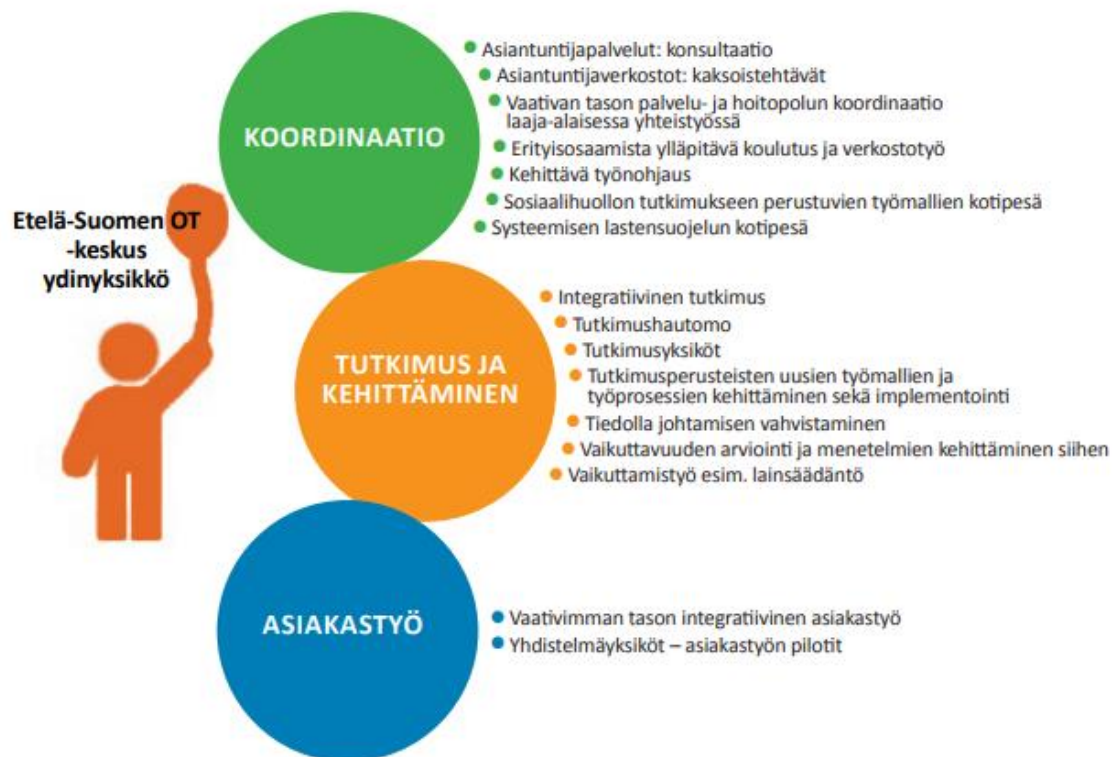 Etelä-Suomen OT
-keskus
ydinyksikkö
KOORDINAATIO
Asiantuntijapalvelut: konsultaatio
Asiantuntijaverkostot: kaksoistehtävät
Vaativan tason palvelu- ja hoitopolun koordinaatio
laaja-alaisessa yhteistyössä
Erityisosaamista ylläpitävä koulutus ja verkostotyö
Kehittävä työnohjaus
Sosiaalihuollon tutkimukseen perustuvien työmallien kotipesä
Systeemisen lastensuojelun kotipesä
TUTKIMUS JA
KEHITTÄMINEN
Integratiivinen tutkimus
Tutkimushautomo
Tutkimusyksiköt
Tutkimusperusteisten uusien työmallien ja
työprosessien kehittäminen sekä implementointi
Tiedolla johtamisen vahvistaminen
Vaikuttavuuden arviointi ja menetelmien kehittäminen siihen
Vaikuttamistyö esim. lainsäädäntö
ASIAKASTYÖ
Vaativimman tason integratiivinen asiakastyö
Yhdistelmäyksiköt – asiakastyön pilotit